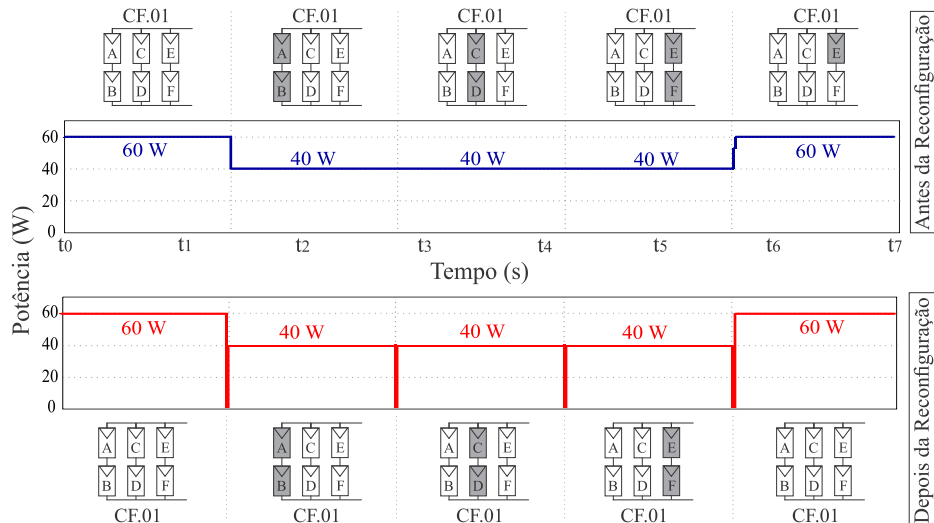 CF.01 CF.01 CF.01 CF.01 CF.01
A C E A C E A C E A C E A C E
B D F B D F B D F B D F B D F
Antes da Reconfiguração
60
40
20
0
60 W 40 W 40 W 40 W 60 W
t0 t1 t2 t3 t4 t5 t6 t7
Tempo (s)
Potência (W)
60
40
20
0
60 W 40 W 40 W 40 W 60 W
Depois da Reconfiguração
A C E A C E A C E A C E A C E
B D F B D F B D F B D F B D F
CF.01 CF.01 CF.01 CF.01 CF.01